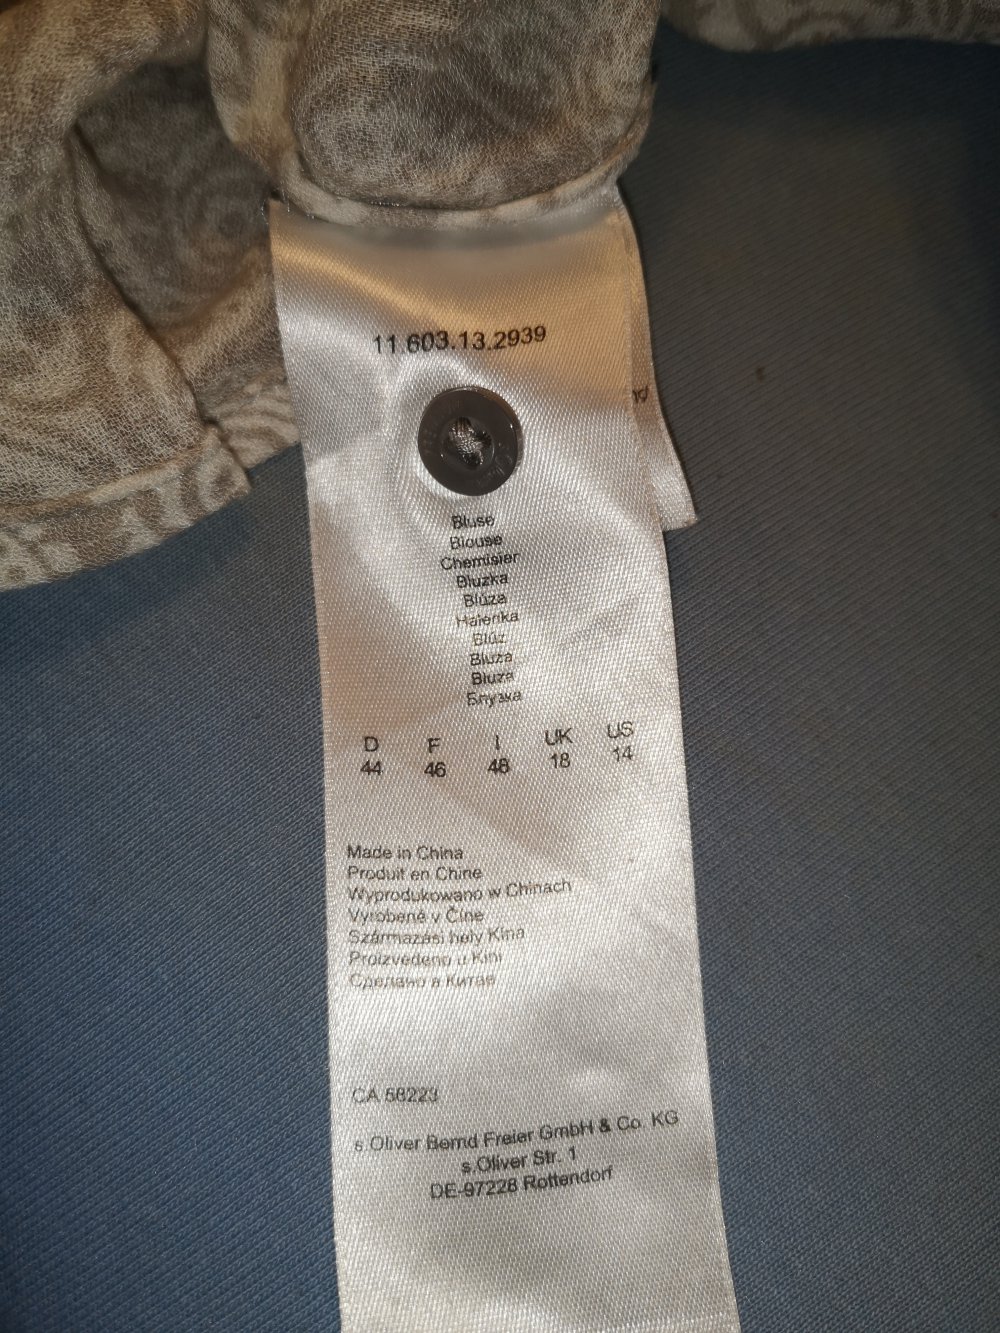 11.603.13.2939
Bluse
Blouse
Chemisier
Bluzka
Blúza
Halenka
Blúz
Bluza
Bluza
Блузка
D F I UK US
44 46 48 18 14
Made in China
Produit en Chine
Wyprodukowano w Chinach
Vyrobené v Číne
Származási hely Kína
Proizvedeno u Kini
Сделано в Китае
CA 58223
s.Oliver Bernd Freier GmbH & Co. KG
s.Oliver Str. 1
DE-97228 Rottendorf